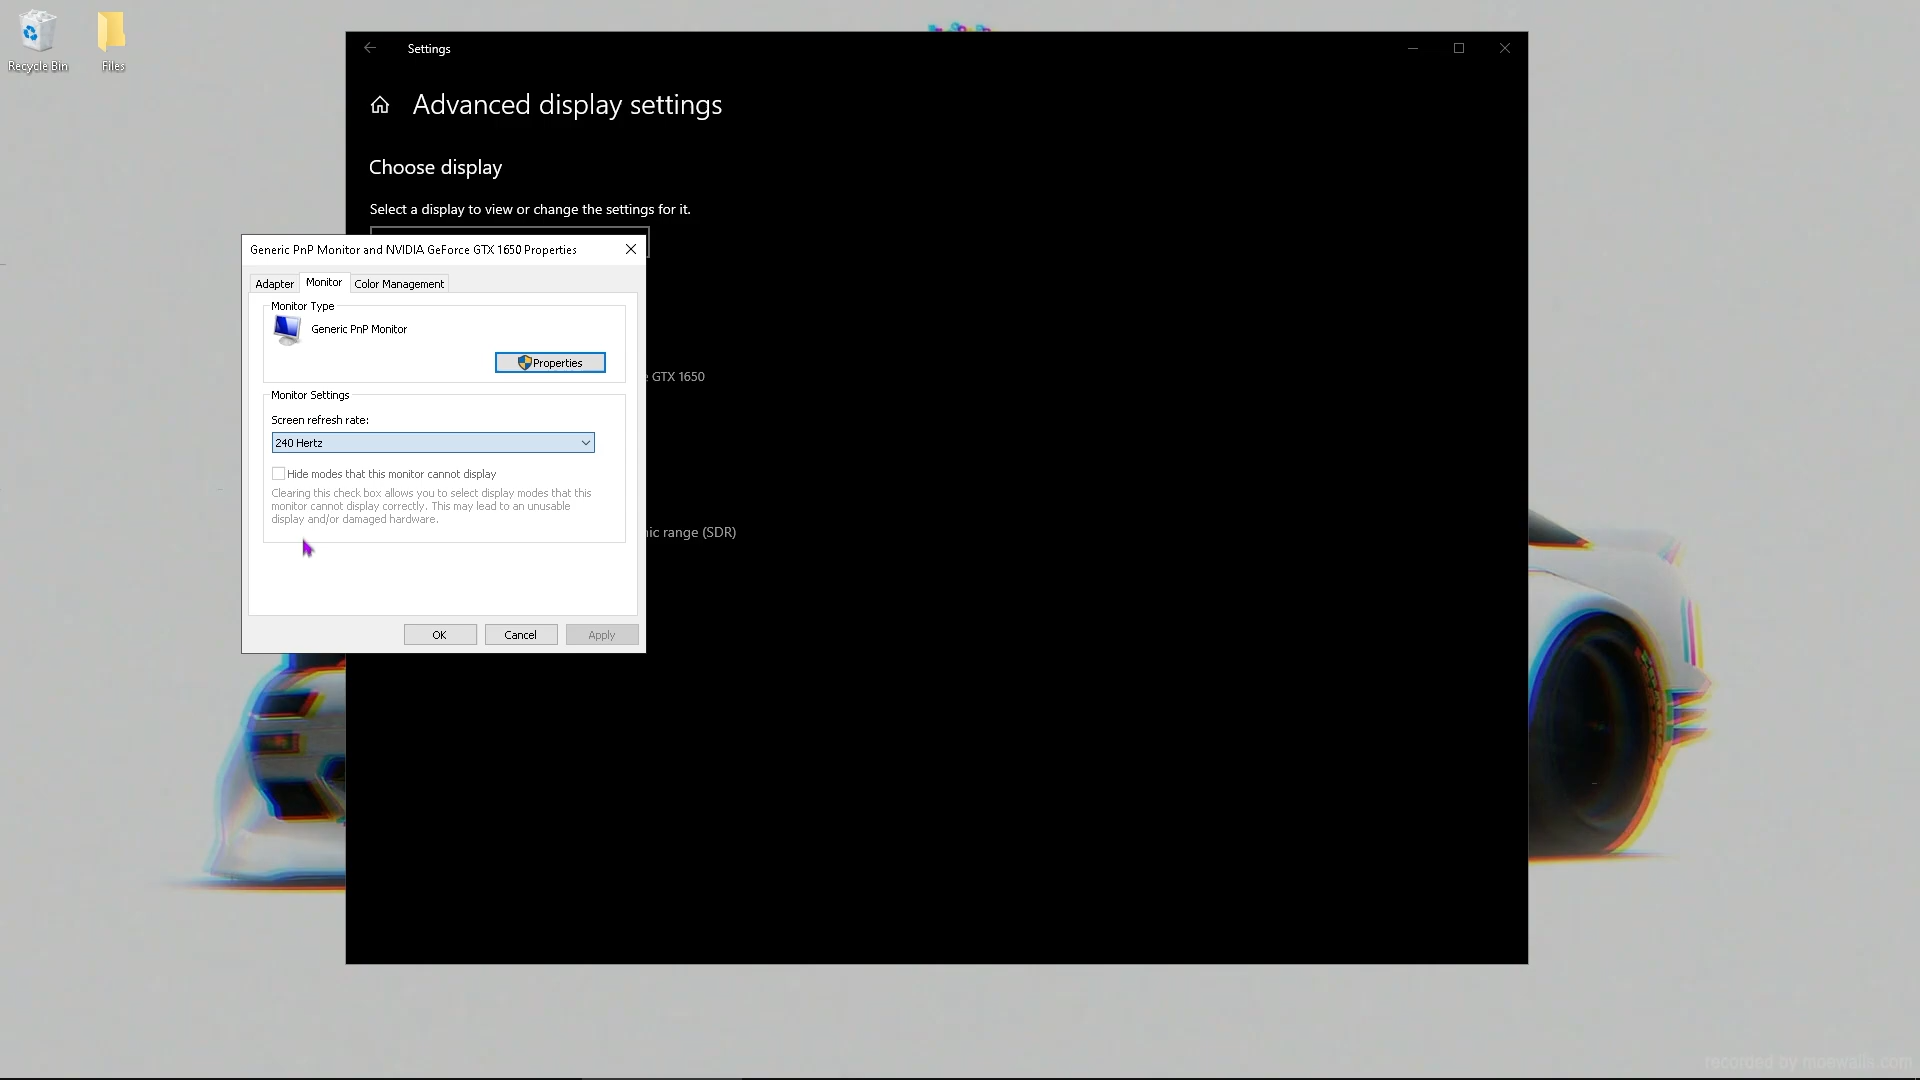 Recycle Bin
Files
Settings
Advanced display settings
Choose display
Select a display to view or change the settings for it.
Generic PnP Monitor and NVIDIA GeForce GTX 1650 Properties
Adapter
Monitor
Color Management
Monitor Type
Generic PnP Monitor
Properties
GTX 1650
Monitor Settings
Screen refresh rate:
240 Hertz
Hide modes that this monitor cannot display
Clearing this check box allows you to select display modes that this
monitor cannot display correctly. This may lead to an unusable
display and/or damaged hardware.
range (SDR)
OK
Cancel
Apply
recorded by